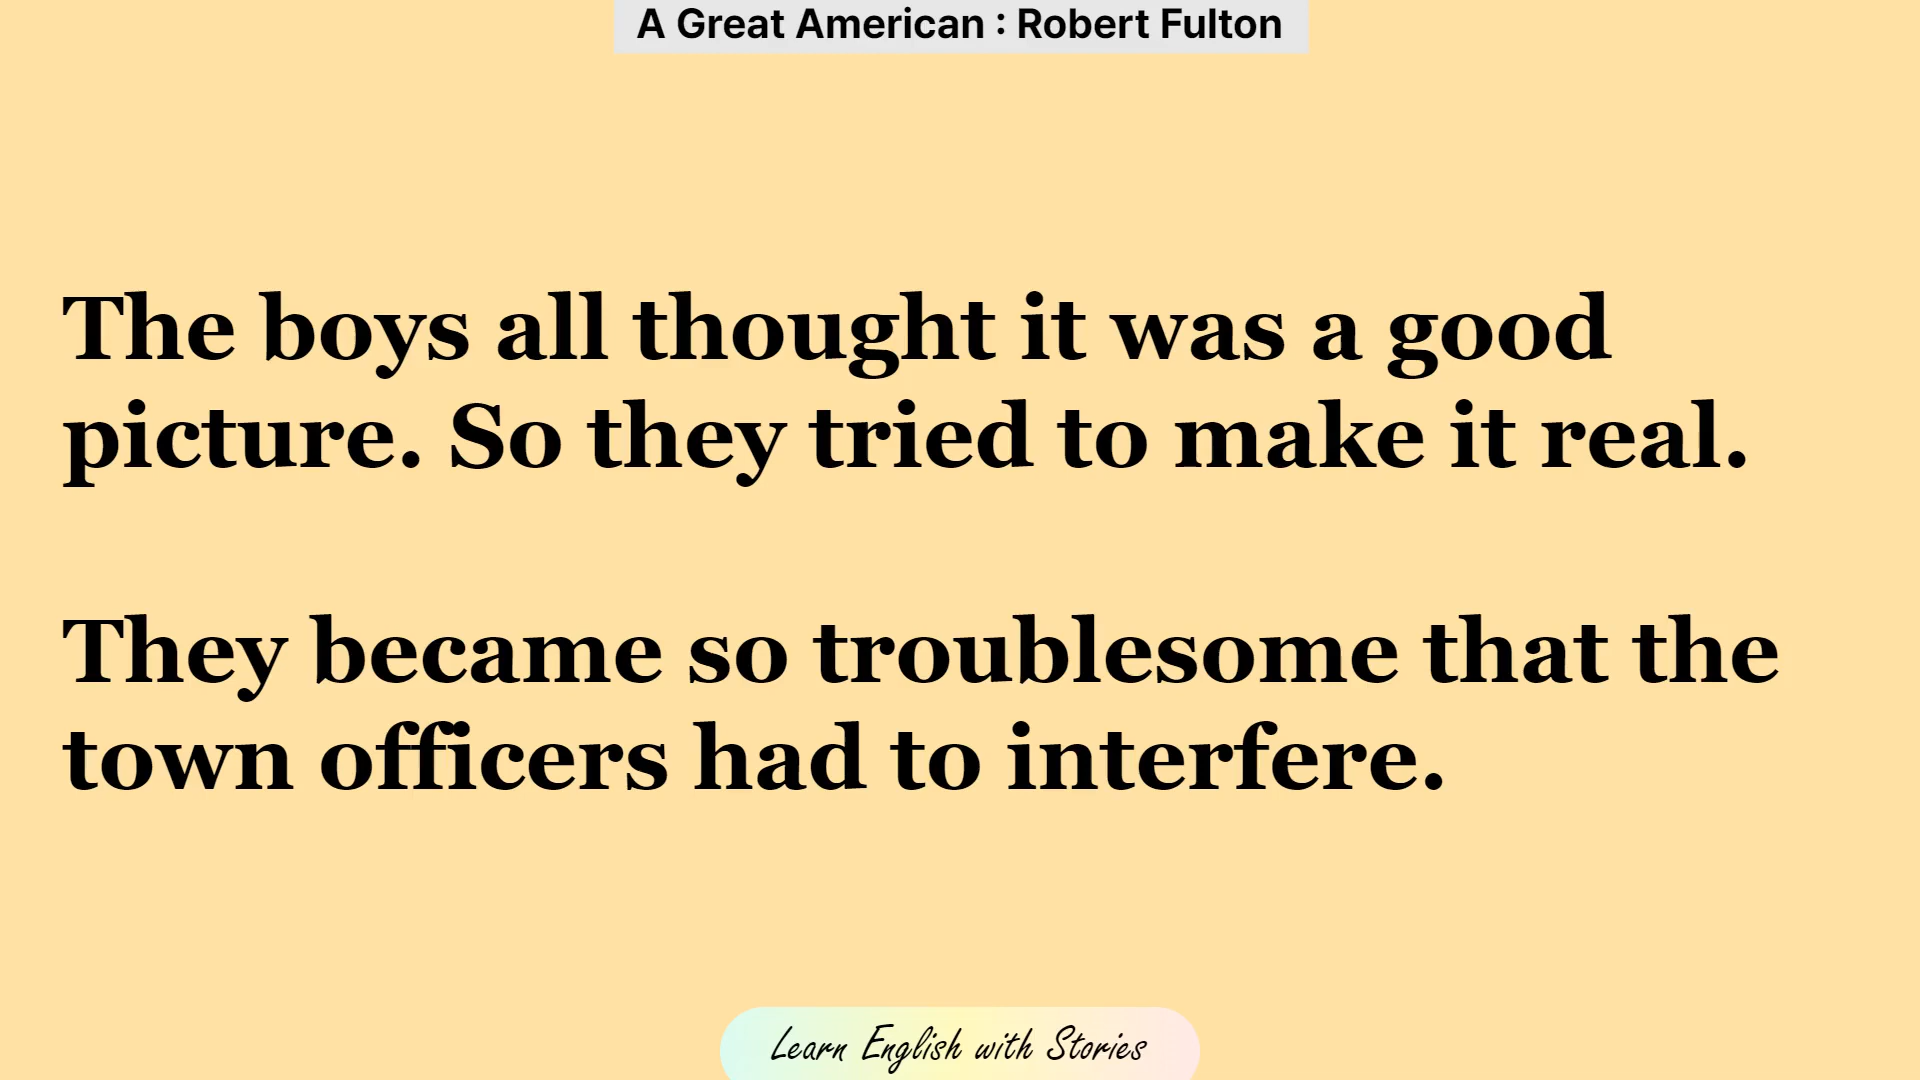 A Great American : Robert Fulton
The boys all thought it was a good
picture. So they tried to make it real.
They became so troublesome that the
town officers had to interfere.
Learn English with Stories